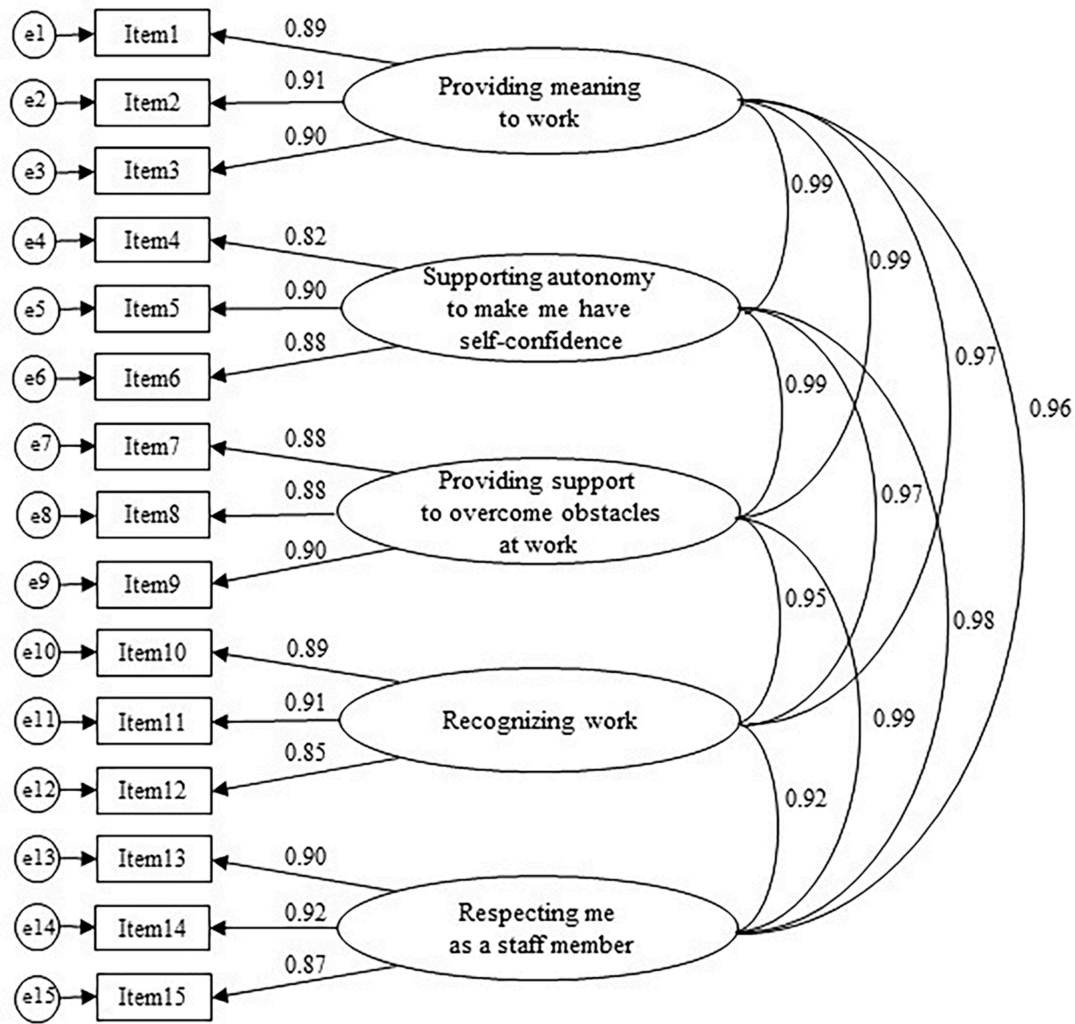 e1 Item1 0.89
Providing meaning
to work
e2 Item2 0.91
e3 Item3 0.90
0.99
e4 Item4 0.82
0.99
Supporting autonomy
to make me have
self-confidence
e5 Item5 0.90
e6 Item6 0.88
0.97
0.99
0.96
e7 Item7 0.88
Providing support
to overcome obstacles
at work
e8 Item8 0.88
0.97
e9 Item9 0.90
0.95
0.98
e10 Item10 0.89
e11 Item11 0.91
Recognizing work
0.99
e12 Item12 0.85
0.92
e13 Item13 0.90
Respecting me
as a staff member
e14 Item14 0.92
e15 Item15 0.87